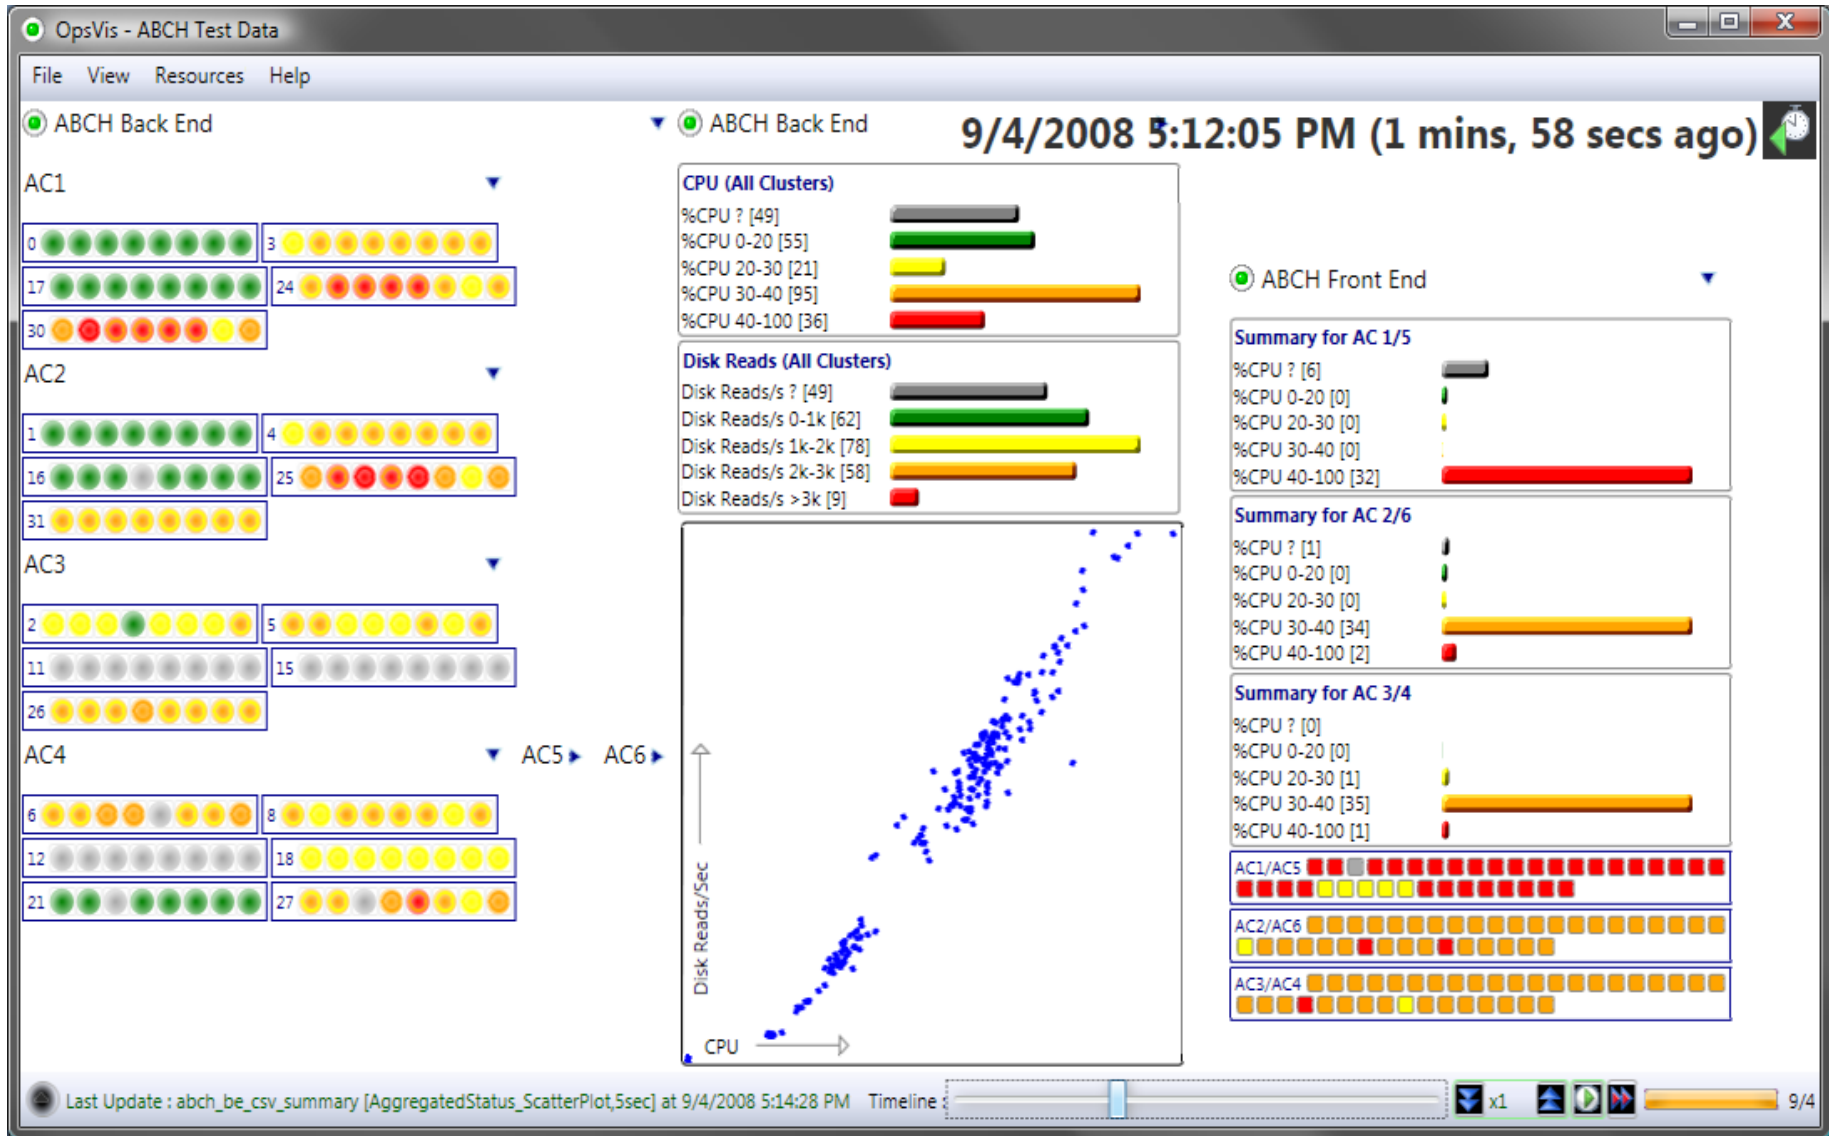 OpsVis - ABCH Test Data
File View Resources Help
ABCH Back End
AC1
0 3
17 24
30
AC2
1 4
16 25
31
AC3
2 5
11 15
26
AC4 AC5 AC6
6 8
12 18
21 27
ABCH Back End
9/4/2008 5:12:05 PM (1 mins, 58 secs ago)
CPU (All Clusters)
%CPU ? [49]
%CPU 0-20 [55]
%CPU 20-30 [21]
%CPU 30-40 [95]
%CPU 40-100 [36]
Disk Reads (All Clusters)
Disk Reads/s ? [49]
Disk Reads/s 0-1k [62]
Disk Reads/s 1k-2k [78]
Disk Reads/s 2k-3k [58]
Disk Reads/s >3k [9]
Disk Reads/Sec
CPU
ABCH Front End
Summary for AC 1/5
%CPU ? [6]
%CPU 0-20 [0]
%CPU 20-30 [0]
%CPU 30-40 [0]
%CPU 40-100 [32]
Summary for AC 2/6
%CPU ? [1]
%CPU 0-20 [0]
%CPU 20-30 [0]
%CPU 30-40 [34]
%CPU 40-100 [2]
Summary for AC 3/4
%CPU ? [0]
%CPU 0-20 [0]
%CPU 20-30 [1]
%CPU 30-40 [35]
%CPU 40-100 [1]
AC1/AC5
AC2/AC6
AC3/AC4
Last Update : abch_be_csv_summary [AggregatedStatus_ScatterPlot,5sec] at 9/4/2008 5:14:28 PM Timeline : x1 9/4